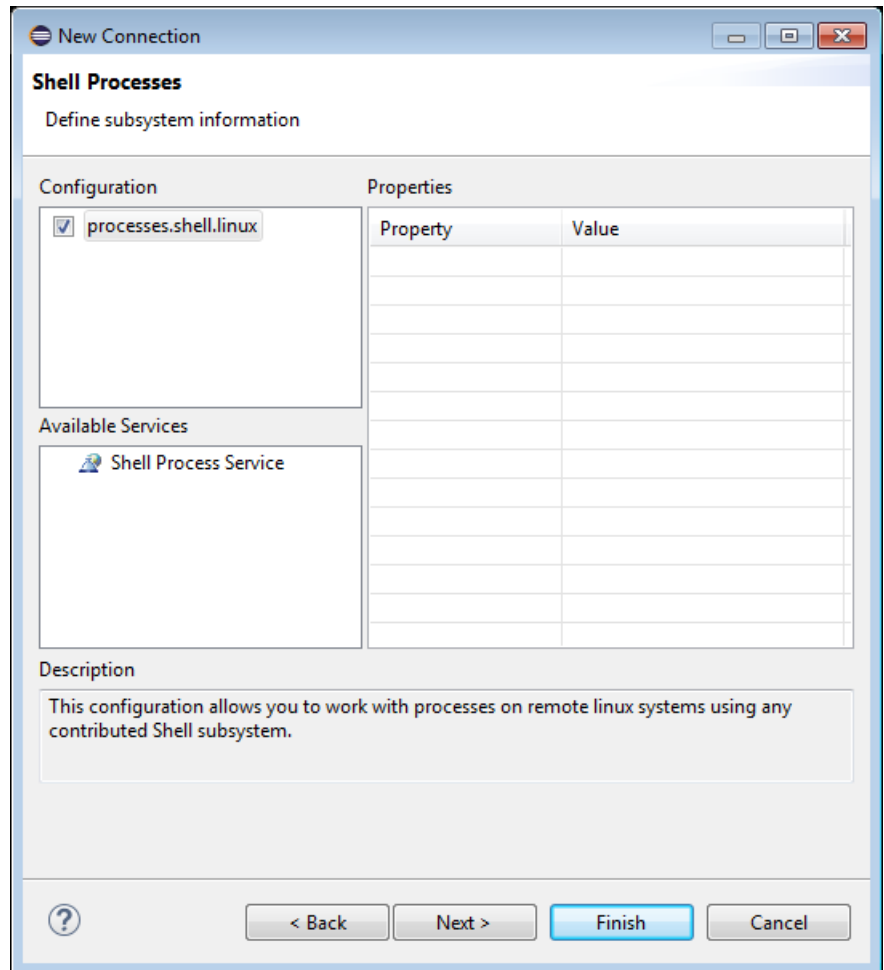 New Connection
Shell Processes
Define subsystem information
Configuration
Properties
processes.shell.linux
Property Value
Available Services
Shell Process Service
Description
This configuration allows you to work with processes on remote linux systems using any
contributed Shell subsystem.
? < Back Next > Finish Cancel